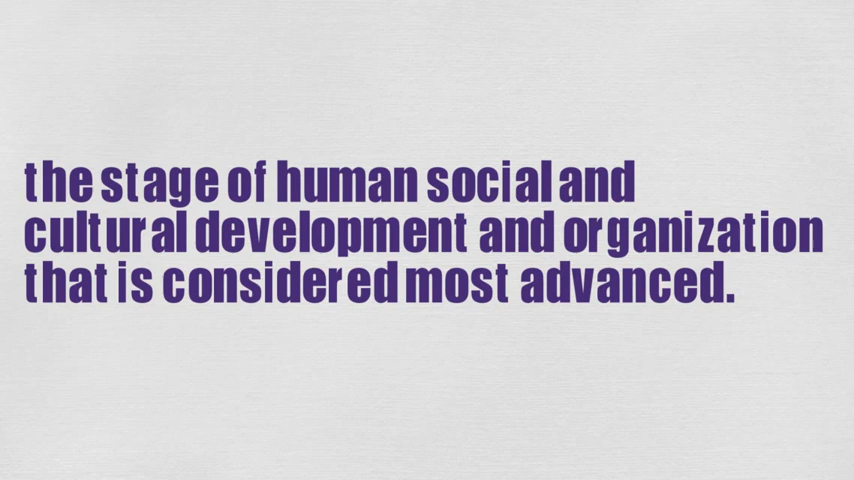 the stage of human social and
cultural development and organization
that is considered most advanced.